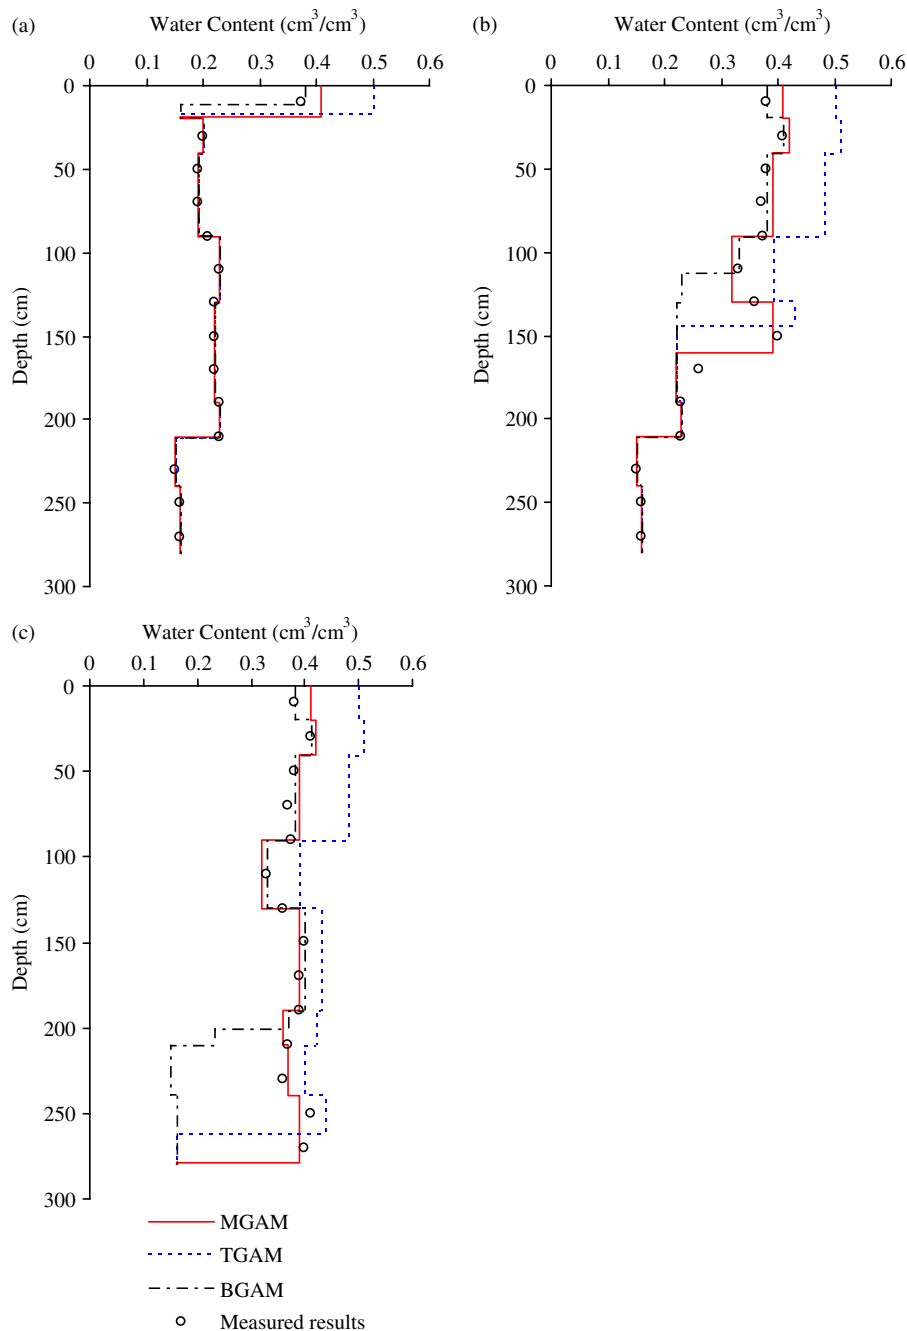 (a)
Water Content (cm³/cm³)
0 0.1 0.2 0.3 0.4 0.5 0.6
0
50
100
150
200
250
300
Depth (cm)
(b)
Water Content (cm³/cm³)
0 0.1 0.2 0.3 0.4 0.5 0.6
0
50
100
150
200
250
300
Depth (cm)
(c)
Water Content (cm³/cm³)
0 0.1 0.2 0.3 0.4 0.5 0.6
0
50
100
150
200
250
300
Depth (cm)
MGAM
TGAM
BGAM
Measured results